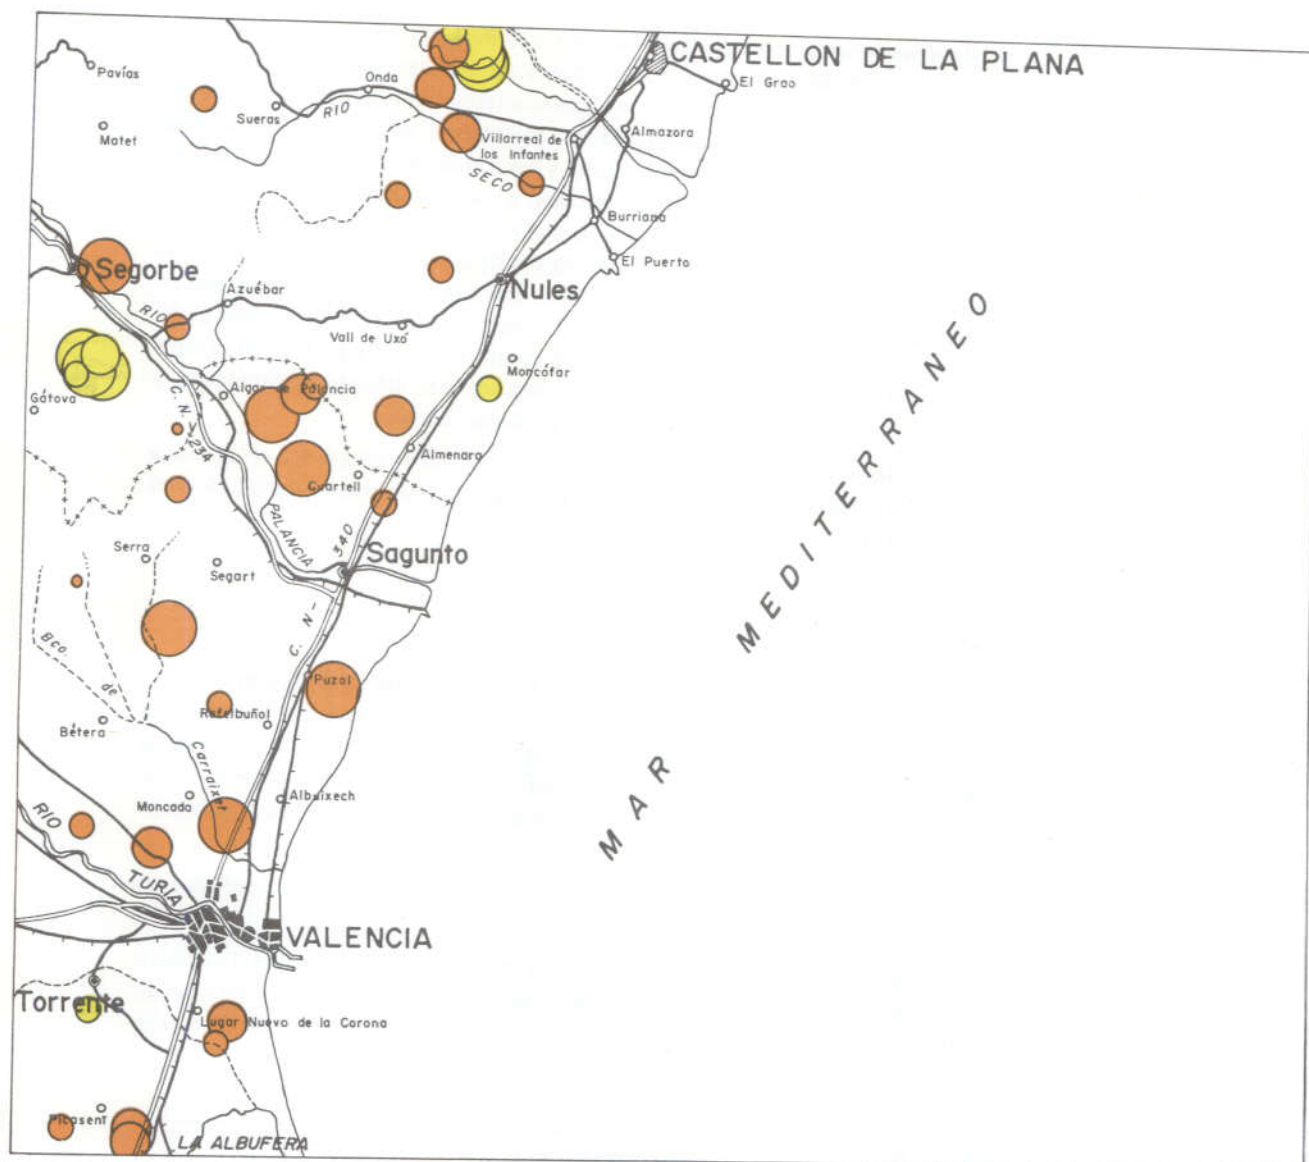 CASTELLON DE LA PLANA
Pavías
El Grao
Onda
Sueras
RIO
Matet
Almazora
Villarreal de
los Infantes
SECO
Burriana
El Puerto
Segorbe
Azuébar
Nules
RIO
Vall de Uxó
Moncófar
Gátova
Algar de Palancia
C. N. - 234
Almenara
Cuartell
PALANCIA
340
Sagunto
Serra
Segart
C. N -
MAR MEDITERRANEO
Bco.
de
Carraixet
Puzol
Rafelbuñol
Bétera
Moncada
Albuixech
RIO
TURIA
VALENCIA
Torrente
Lugar Nuevo de la Corona
Picasent
LA ALBUFERA